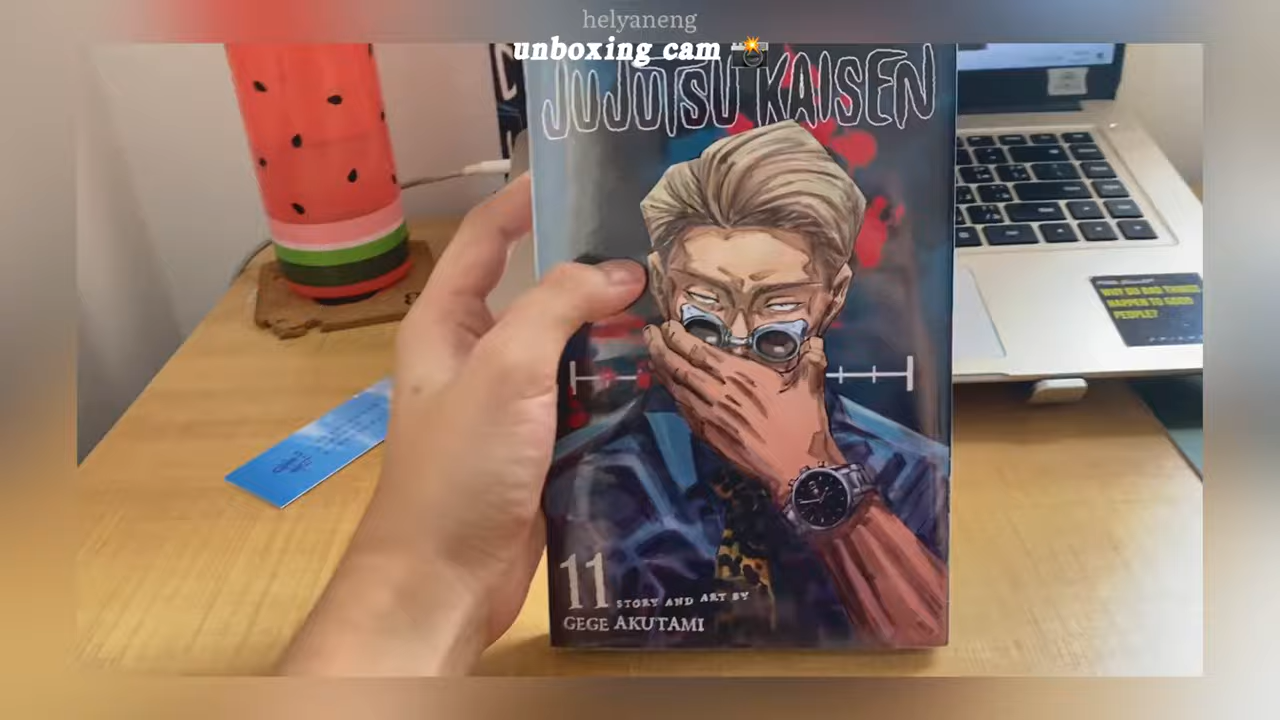 helyaneng
unboxing cam 📸
JUJUTSU KAISEN
WHY DO BAD THINGS
HAPPEN TO GOOD
PEOPLE?
11
STORY AND ART BY
GEGE AKUTAMI